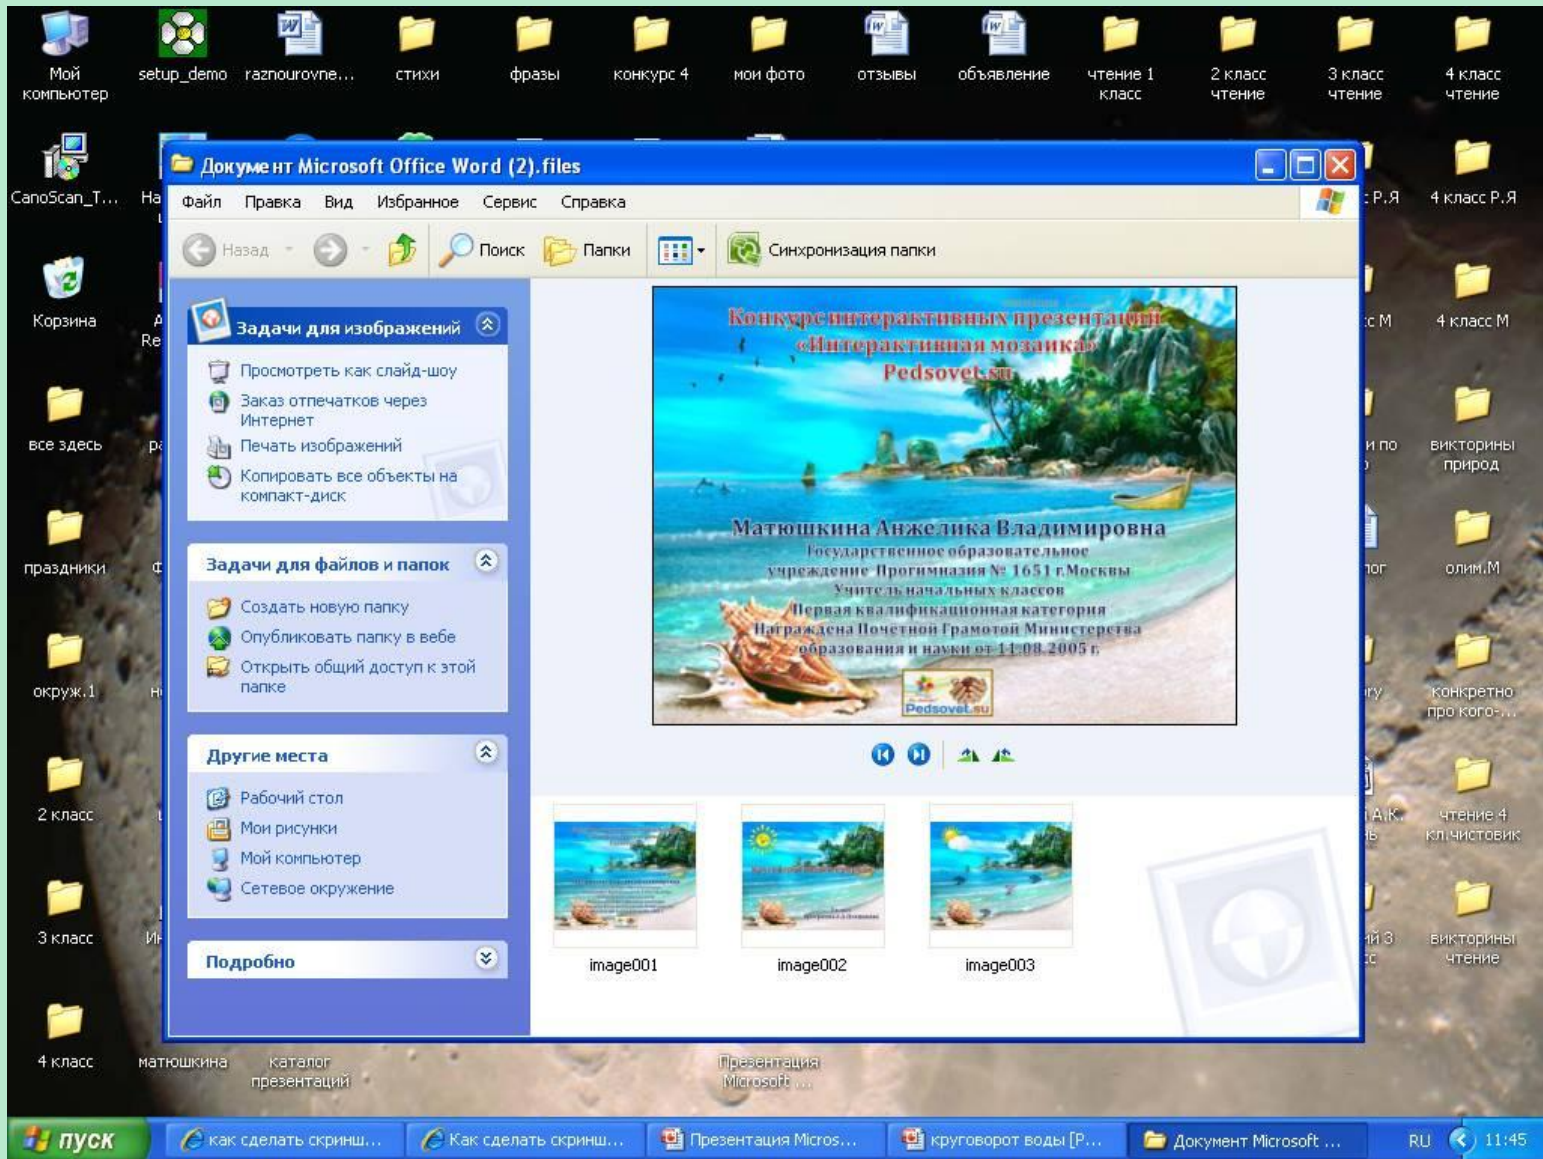 Мой
компьютер
setup_demo
raznourovne...
стихи
фразы
конкурс 4
мои фото
отзывы
объявление
чтение 1
класс
2 класс
чтение
3 класс
чтение
4 класс
чтение
CanoScan_T...
4 класс Р.Я
Корзина
4 класс М
все здесь
викторины
природ
праздники
олим.М
окруж.1
конкретно
про кого-...
2 класс
чтение 4
кл.чистовик
3 класс
викторины
чтение
4 класс
матюшкина
каталог
презентаций
Презентация
Microsoft ...
Документ Microsoft Office Word (2).files
Файл Правка Вид Избранное Сервис Справка
Назад Поиск Папки Синхронизация папки
Задачи для изображений
Просмотреть как слайд-шоу
Заказ отпечатков через
Интернет
Печать изображений
Копировать все объекты на
компакт-диск
Задачи для файлов и папок
Создать новую папку
Опубликовать папку в вебе
Открыть общий доступ к этой
папке
Другие места
Рабочий стол
Мои рисунки
Мой компьютер
Сетевое окружение
Подробно
Конкурс интерактивных презентаций
«Интерактивная мозаика»
Pedsovet.su
Матюшкина Анжелика Владимировна
Государственное образовательное
учреждение Прогимназия № 1651 г.Москвы
Учитель начальных классов
Первая квалификационная категория
Награждена Почетной Грамотой Министерства
образования и науки от 11.08.2005 г.
Pedsovet.su
image001 image002 image003
пуск
как сделать скринш...
Как сделать скринш...
Презентация Micros...
круговорот воды [P...
Документ Microsoft ...
RU 11:45